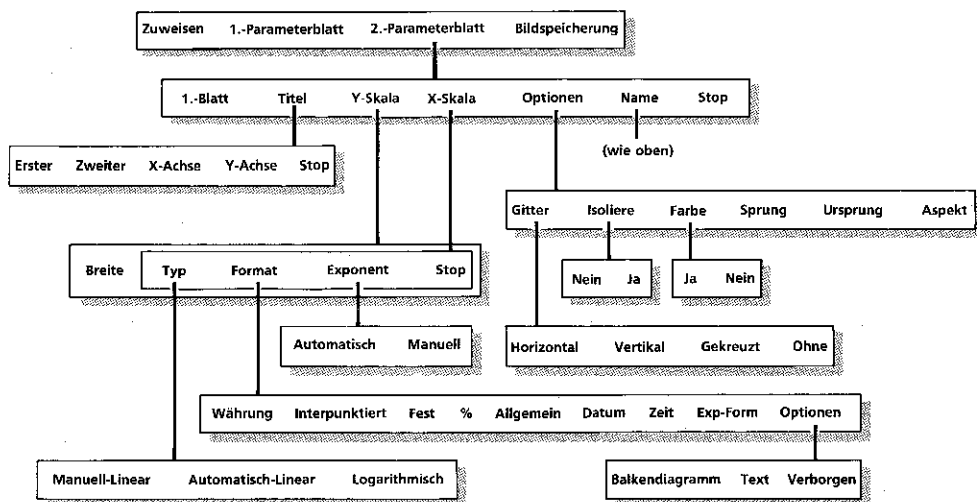 Zuweisen 1.-Parameterblatt 2.-Parameterblatt Bildspeicherung
1.-Blatt Titel Y-Skala X-Skala Optionen Name Stop
(wie oben)
Erster Zweiter X-Achse Y-Achse Stop
Gitter Isoliere Farbe Sprung Ursprung Aspekt
Breite Typ Format Exponent Stop
Nein Ja
Ja Nein
Automatisch Manuell
Horizontal Vertikal Gekreuzt Ohne
Währung Interpunktiert Fest % Allgemein Datum Zeit Exp-Form Optionen
Manuell-Linear Automatisch-Linear Logarithmisch
Balkendiagramm Text Verborgen